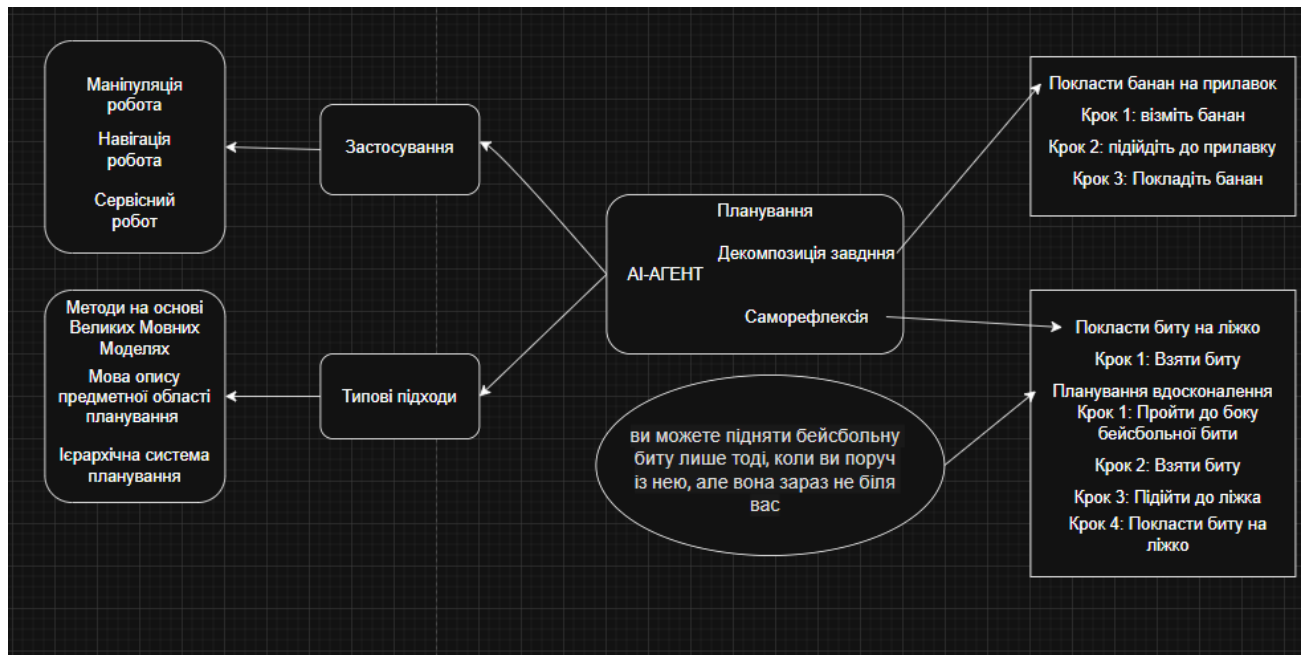 Маніпуляція
робота
Навігація
робота
Сервісний
робот
Застосування
Методи на основі
Великих Мовних
Моделях
Мова опису
предметної області
планування
Ієрархічна система
планування
Типові підходи
Планування
Декомпозиція завдння
АІ-АГЕНТ
Саморефлексія
ви можете підняти бейсбольну
биту лише тоді, коли ви поруч
із нею, але вона зараз не біля
вас
Покласти банан на прилавок
Крок 1: візміть банан
Крок 2: підійдіть до прилавку
Крок 3: Покладіть банан
Покласти биту на ліжко
Крок 1: Взяти биту
Планування вдосконалення
Крок 1: Пройти до боку
бейсбольної бити
Крок 2: Взяти биту
Крок 3: Підійти до ліжка
Крок 4: Покласти биту на
ліжко